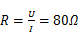 R = U/I = 80Ω